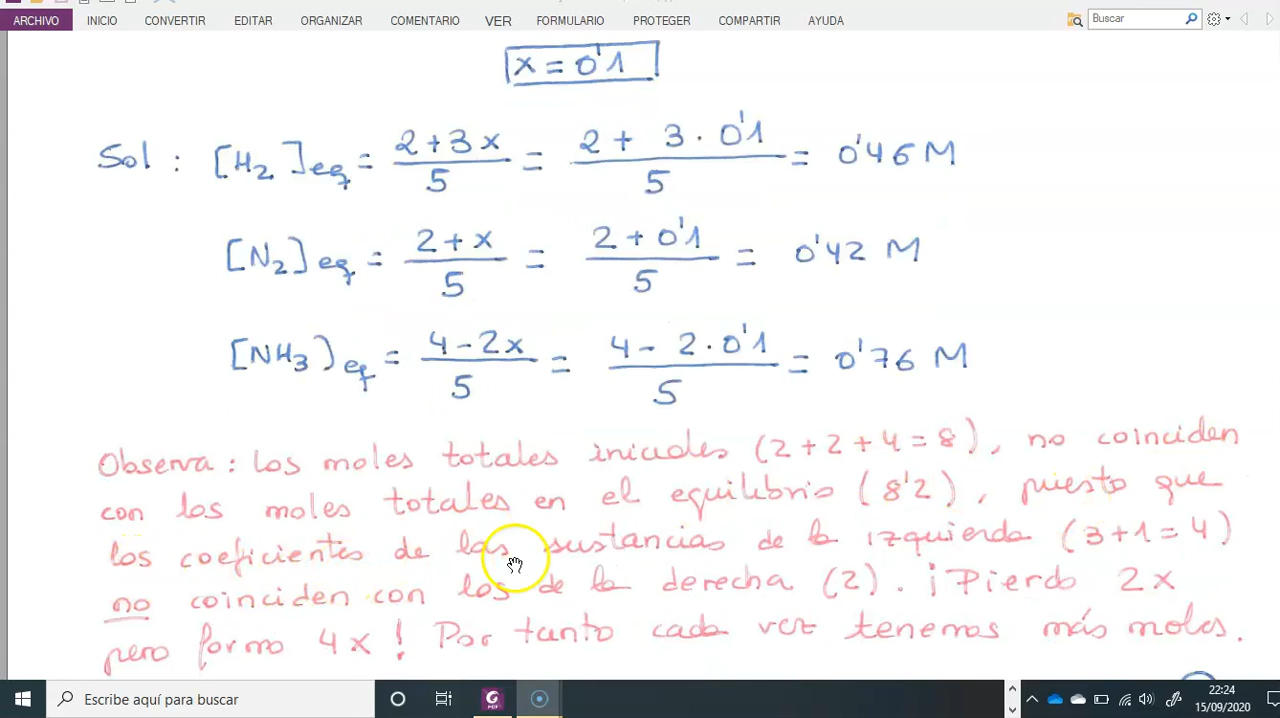 ARCHIVO INICIO CONVERTIR EDITAR ORGANIZAR COMENTARIO VER FORMULARIO PROTEGER COMPARTIR AYUDA Buscar
x = 0'1
Sol : [H₂]eq = (2+3x)/5 = (2 + 3 · 0'1)/5 = 0'46 M
[N₂]eq = (2+x)/5 = (2+0'1)/5 = 0'42 M
[NH₃)eq = (4-2x)/5 = (4- 2·0'1)/5 = 0'76 M
Observa : Los moles totales iniciales (2+2+4=8), no coinciden
con los moles totales en el equilibrio (8'2), puesto que
los coeficientes de las sustancias de la izquierda (3+1=4)
no coinciden con los de la derecha (2). ¡Pierdo 2x
pero formo 4x! Por tanto cada vez tenemos más moles.
Escribe aquí para buscar PDF 22:24
15/09/2020